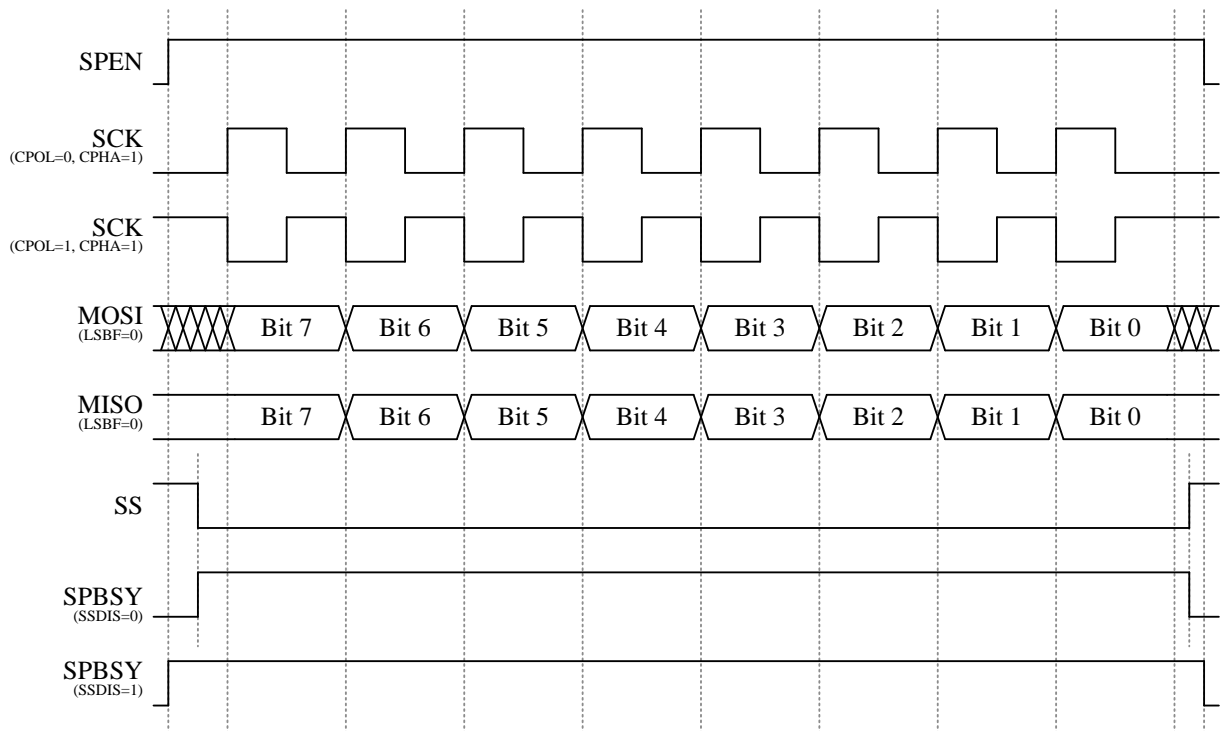 SPEN
SCK
(CPOL=0, CPHA=1)
SCK
(CPOL=1, CPHA=1)
MOSI
(LSBF=0)
Bit 7 Bit 6 Bit 5 Bit 4 Bit 3 Bit 2 Bit 1 Bit 0
MISO
(LSBF=0)
Bit 7 Bit 6 Bit 5 Bit 4 Bit 3 Bit 2 Bit 1 Bit 0
SS
SPBSY
(SSDIS=0)
SPBSY
(SSDIS=1)